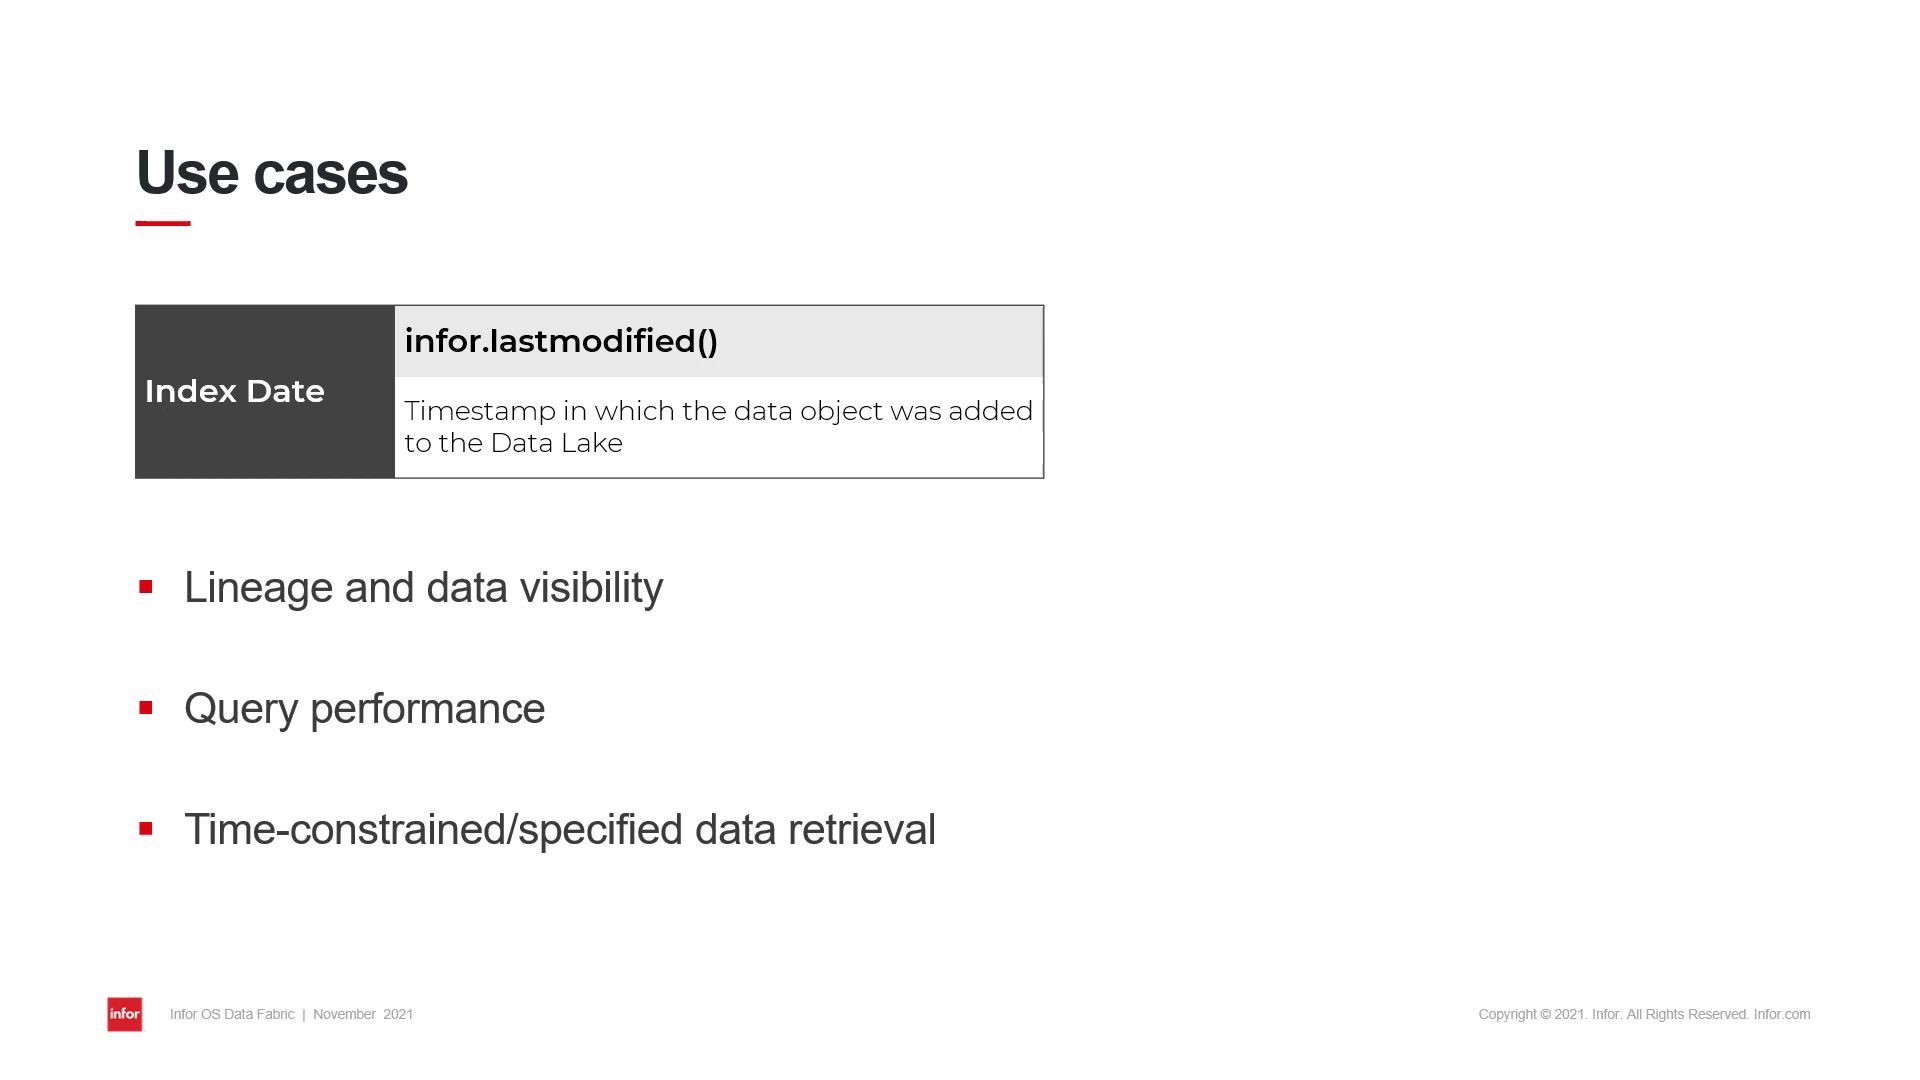 Use cases
Index Date
infor.lastmodified()
Timestamp in which the data object was added
to the Data Lake
Lineage and data visibility
Query performance
Time-constrained/specified data retrieval
infor
Infor OS Data Fabric | November 2021
Copyright © 2021. Infor. All Rights Reserved. Infor.com